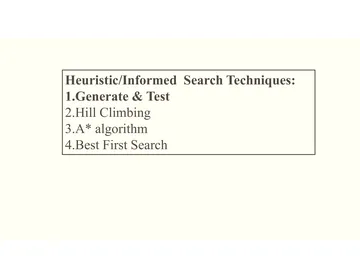 Heuristic/Informed  Search Techniques:
1.Generate & Test
2.Hill Climbing
3.A* algorithm
4.Best First Search